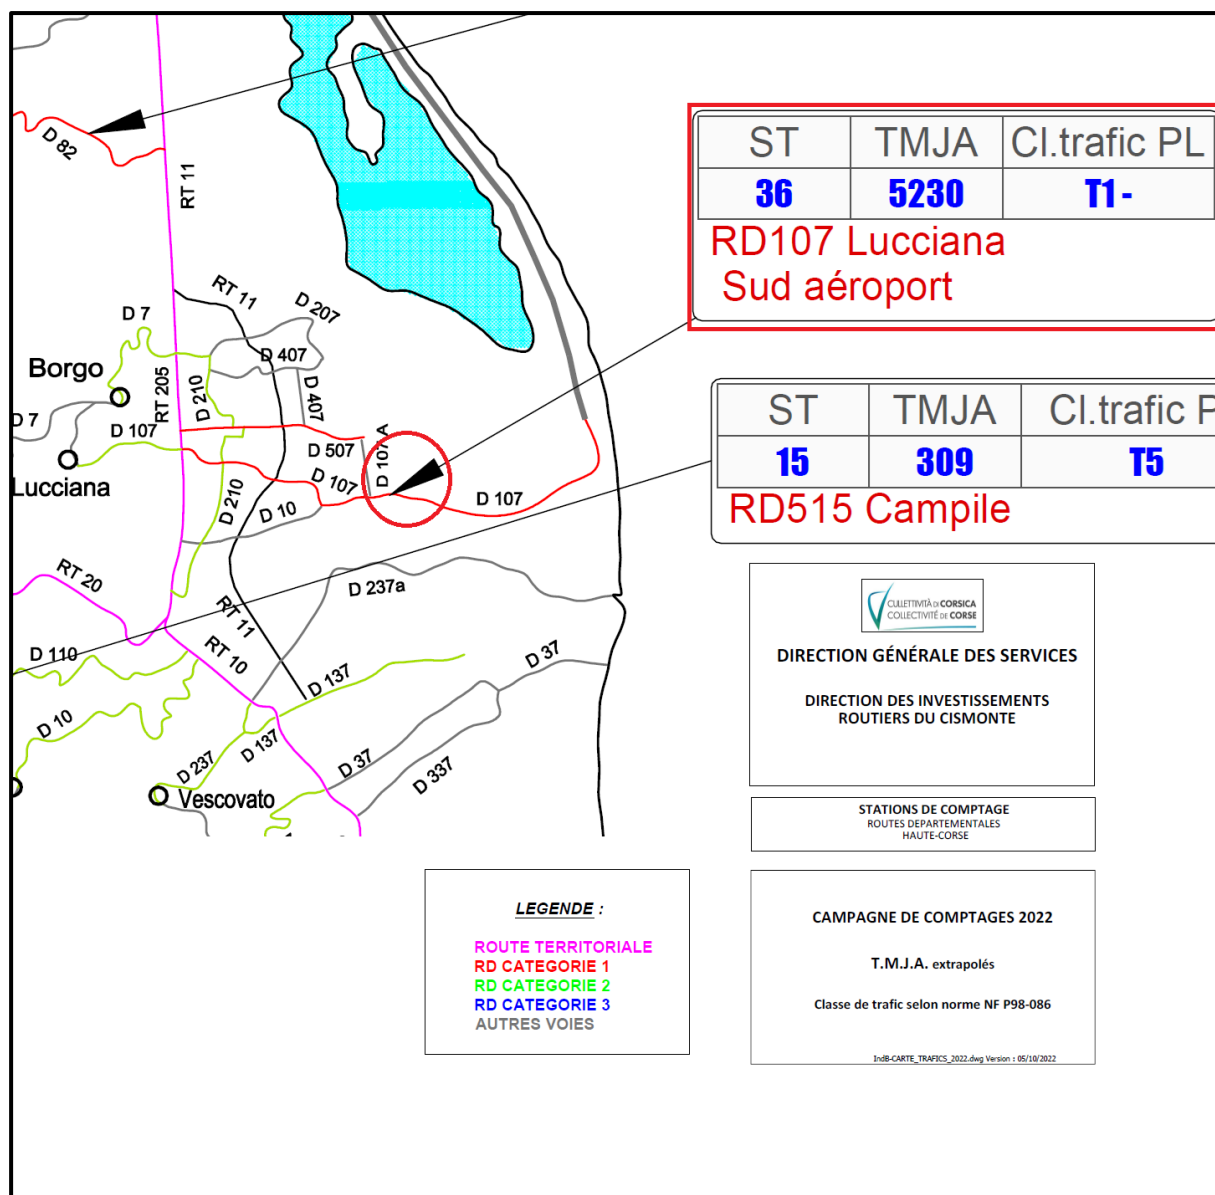 D 82
RT 11
ST TMJA Cl.trafic PL
36 5230 T1 -
RD107 Lucciana
Sud aéroport
RT 11
D 207
D 7
D 407
Borgo
RT 205
D 210
D 407
D 7
D 107
D 507
D 107 A
Lucciana
D 107
D 107
D 210
D 10
ST TMJA Cl.trafic P
15 309 T5
RD515 Campile
RT 20
D 237a
RT 11
D 110
RT 10
D 137
D 37
D 10
D 237
D 137
D 37
D 337
Vescovato
CULLETTIVITÀ DI CORSICA
COLLECTIVITÉ DE CORSE
DIRECTION GÉNÉRALE DES SERVICES
DIRECTION DES INVESTISSEMENTS
ROUTIERS DU CISMONTE
STATIONS DE COMPTAGE
ROUTES DEPARTEMENTALES
HAUTE-CORSE
LEGENDE :
ROUTE TERRITORIALE
RD CATEGORIE 1
RD CATEGORIE 2
RD CATEGORIE 3
AUTRES VOIES
CAMPAGNE DE COMPTAGES 2022
T.M.J.A. extrapolés
Classe de trafic selon norme NF P98-086
IndB-CARTE_TRAFICS_2022.dwg Version : 05/10/2022